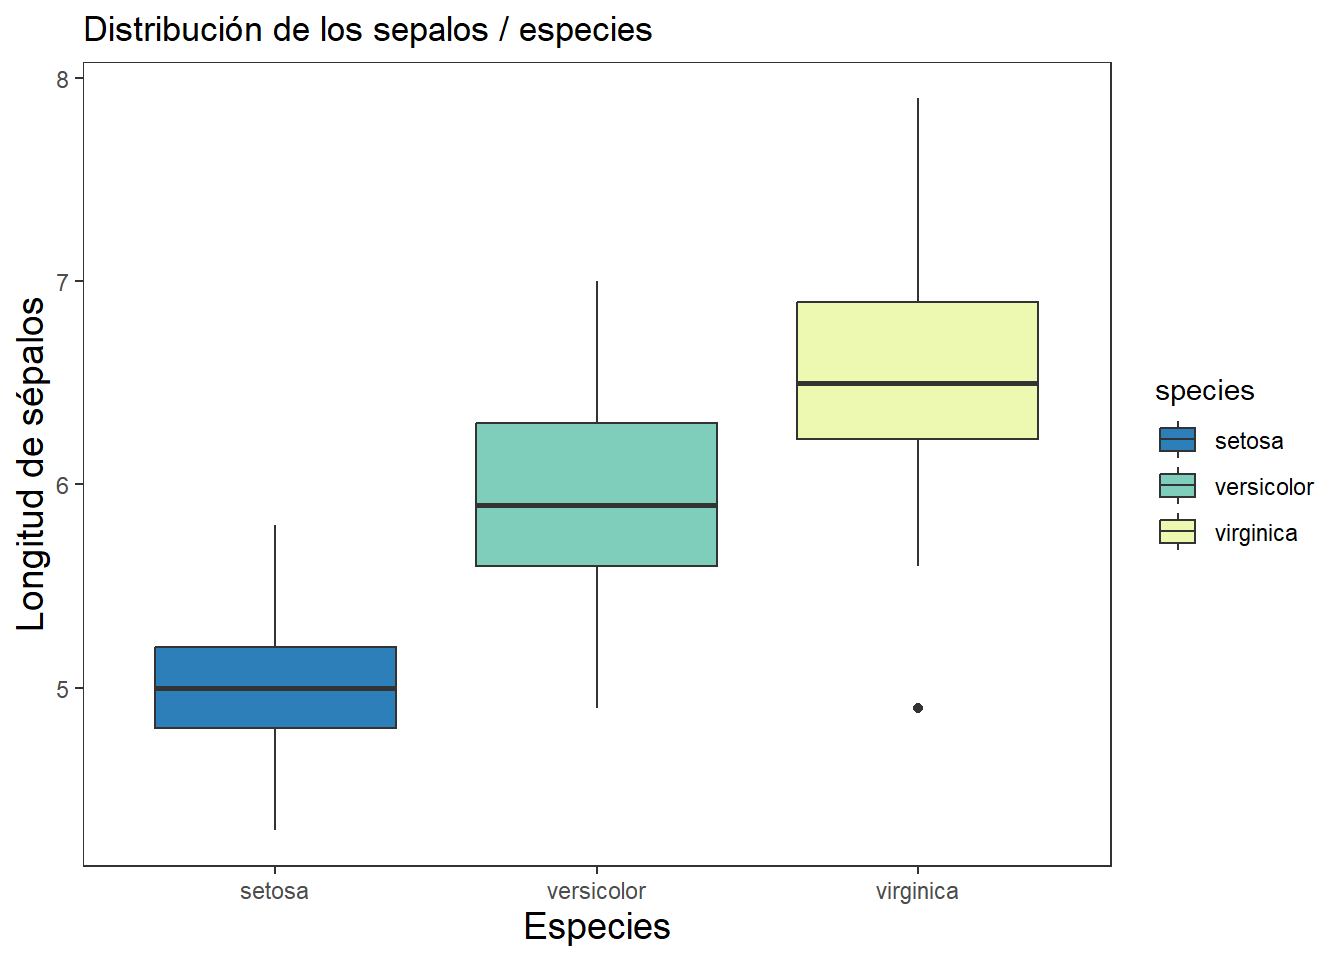 Distribución de los sepalos / especies
8
7
6
5
Longitud de sépalos
setosa
versicolor
virginica
Especies
species
setosa
versicolor
virginica